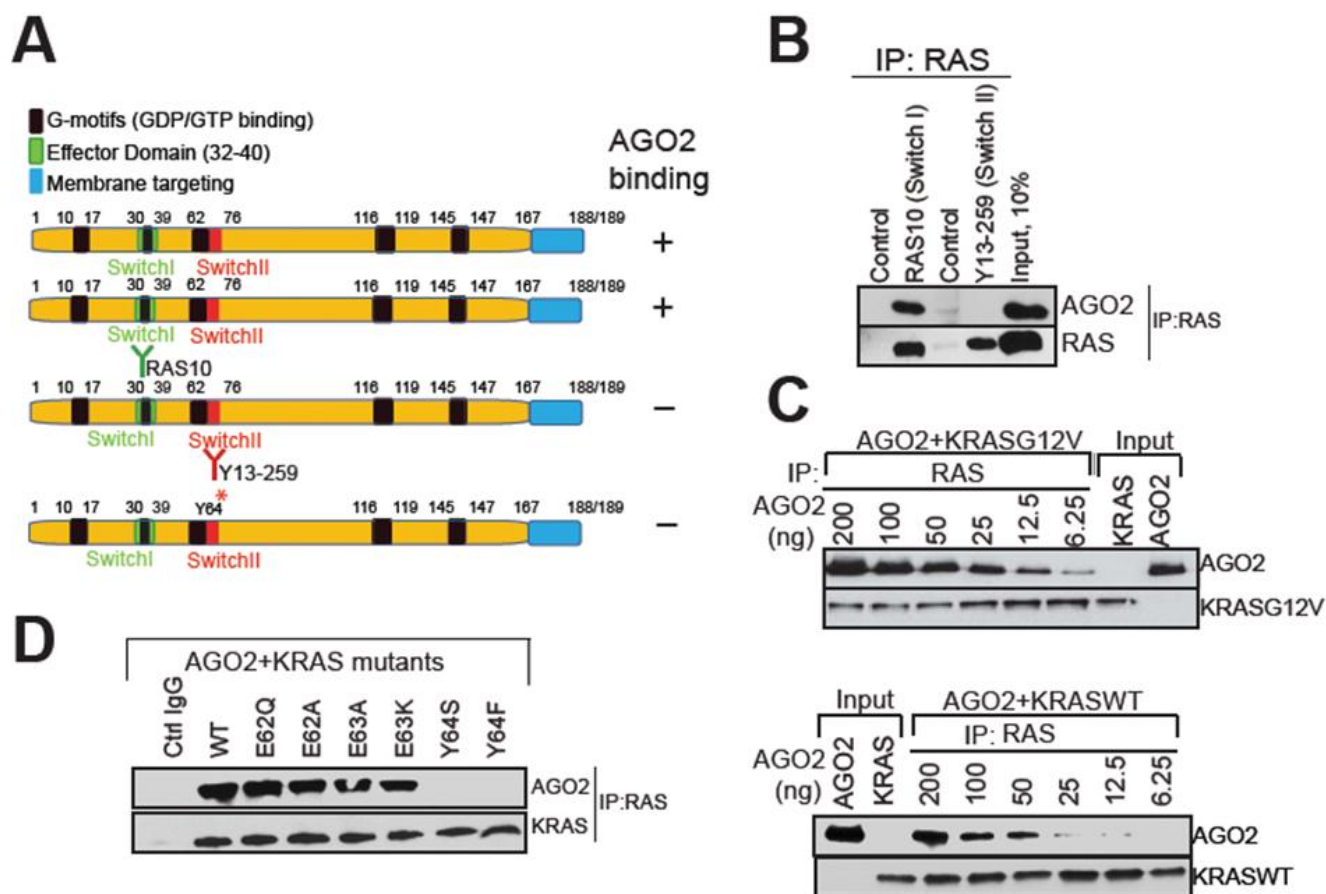 A
G-motifs (GDP/GTP binding)
Effector Domain (32-40)
Membrane targeting
AGO2
binding
1 10 17 30 39 62 76 116 119 145 147 167 188/189
+
SwitchI SwitchII
1 10 17 30 39 62 76 116 119 145 147 167 188/189
+
SwitchI SwitchII
RAS10
1 10 17 30 39 62 76 116 119 145 147 167 188/189
−
SwitchI SwitchII
Y13-259
*
1 10 17 30 39 Y64 76 116 119 145 147 167 188/189
−
SwitchI SwitchII
B
IP: RAS
Control
RAS10 (Switch I)
Control
Y13-259 (Switch II)
Input, 10%
AGO2
RAS
IP:RAS
C
AGO2+KRASG12V Input
IP: RAS
AGO2
(ng)
200 100 50 25 12.5 6.25 KRAS AGO2
AGO2
KRASG12V
Input AGO2+KRASWT
IP: RAS
AGO2
(ng)
AGO2 KRAS 200 100 50 25 12.5 6.25
AGO2
KRASWT
D
AGO2+KRAS mutants
Ctrl IgG
WT
E62Q
E62A
E63A
E63K
Y64S
Y64F
AGO2
KRAS
IP:RAS